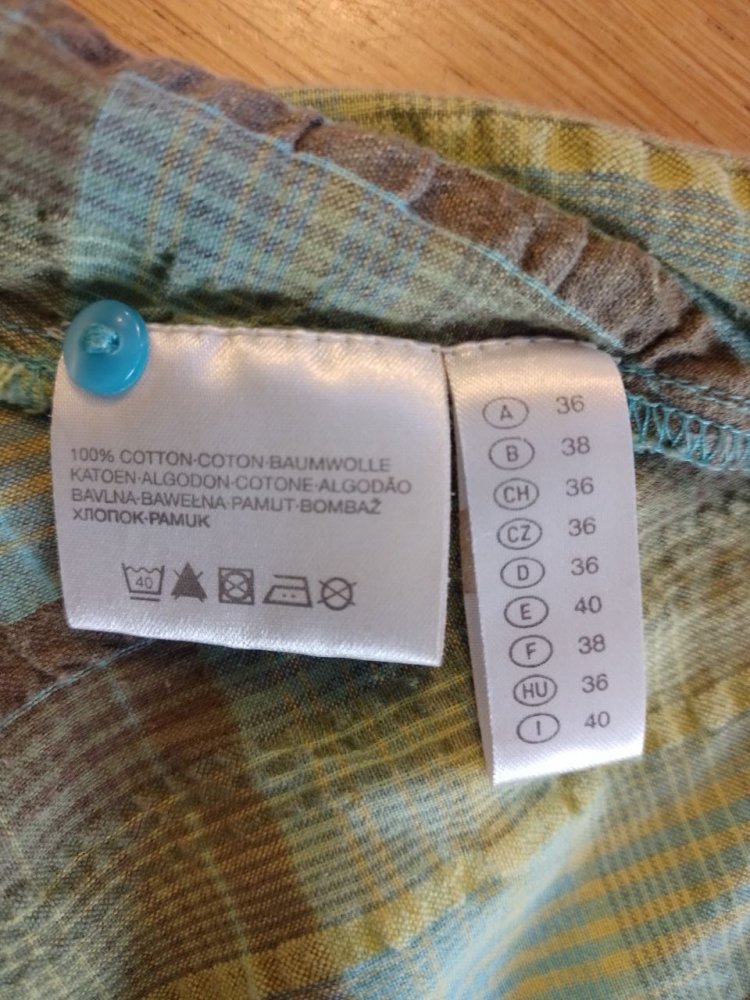 100% COTTON·COTON·BAUMWOLLE
KATOEN·ALGODON·COTONE·ALGODÃO
BAVLNA·BAWEŁNA·PAMUT·BOMBAŽ
ХЛОПОК·PAMUK
40
A 36
B 38
CH 36
CZ 36
D 36
E 40
F 38
HU 36
I 40